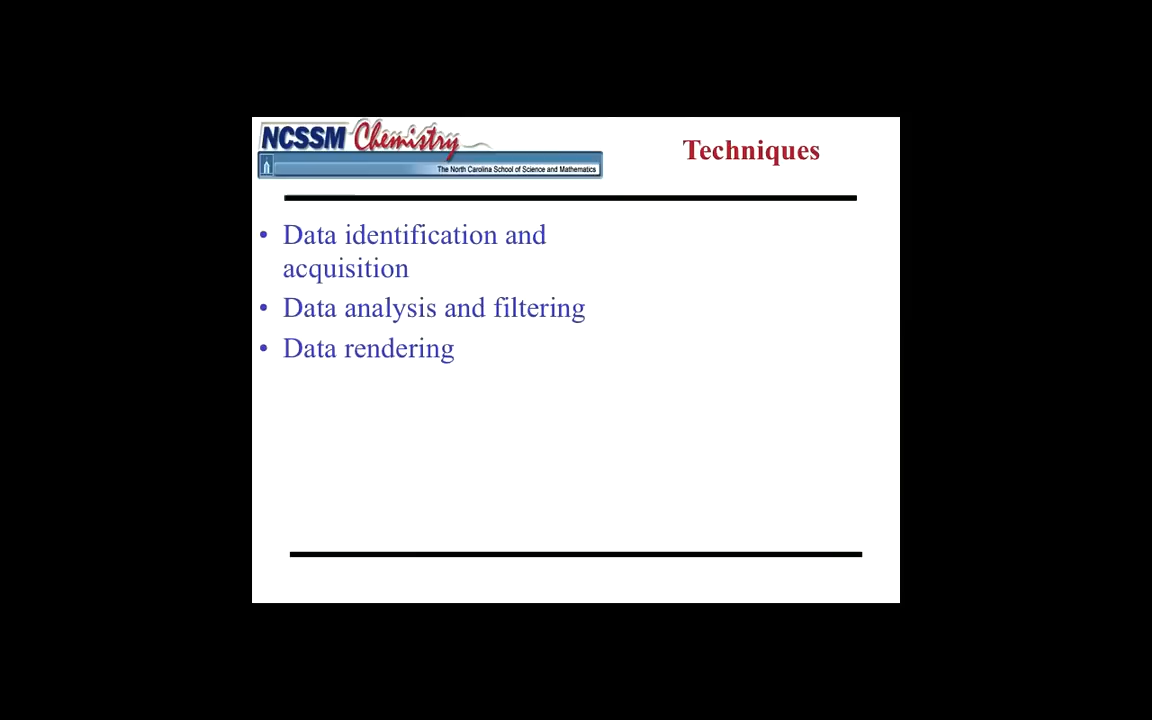 NCSSM Chemistry
The North Carolina School of Science and Mathematics
Techniques
• Data identification and
acquisition
• Data analysis and filtering
• Data rendering